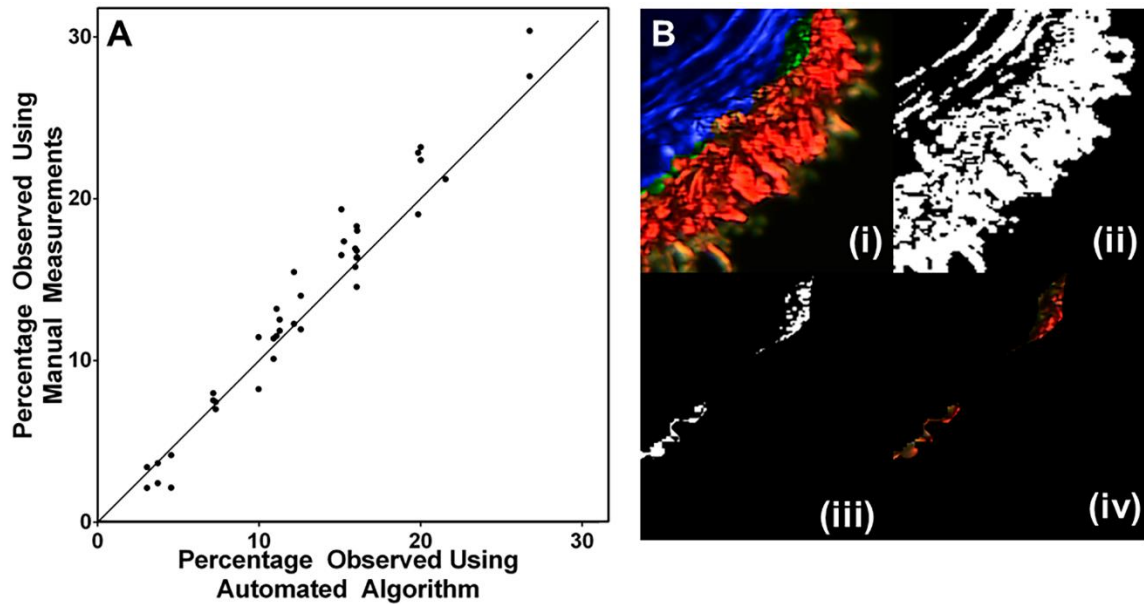 A
30
20
10
0
0
10
20
30
Percentage Observed Using
Manual Measurements
Percentage Observed Using
Automated Algorithm
B
(i)
(ii)
(iii)
(iv)